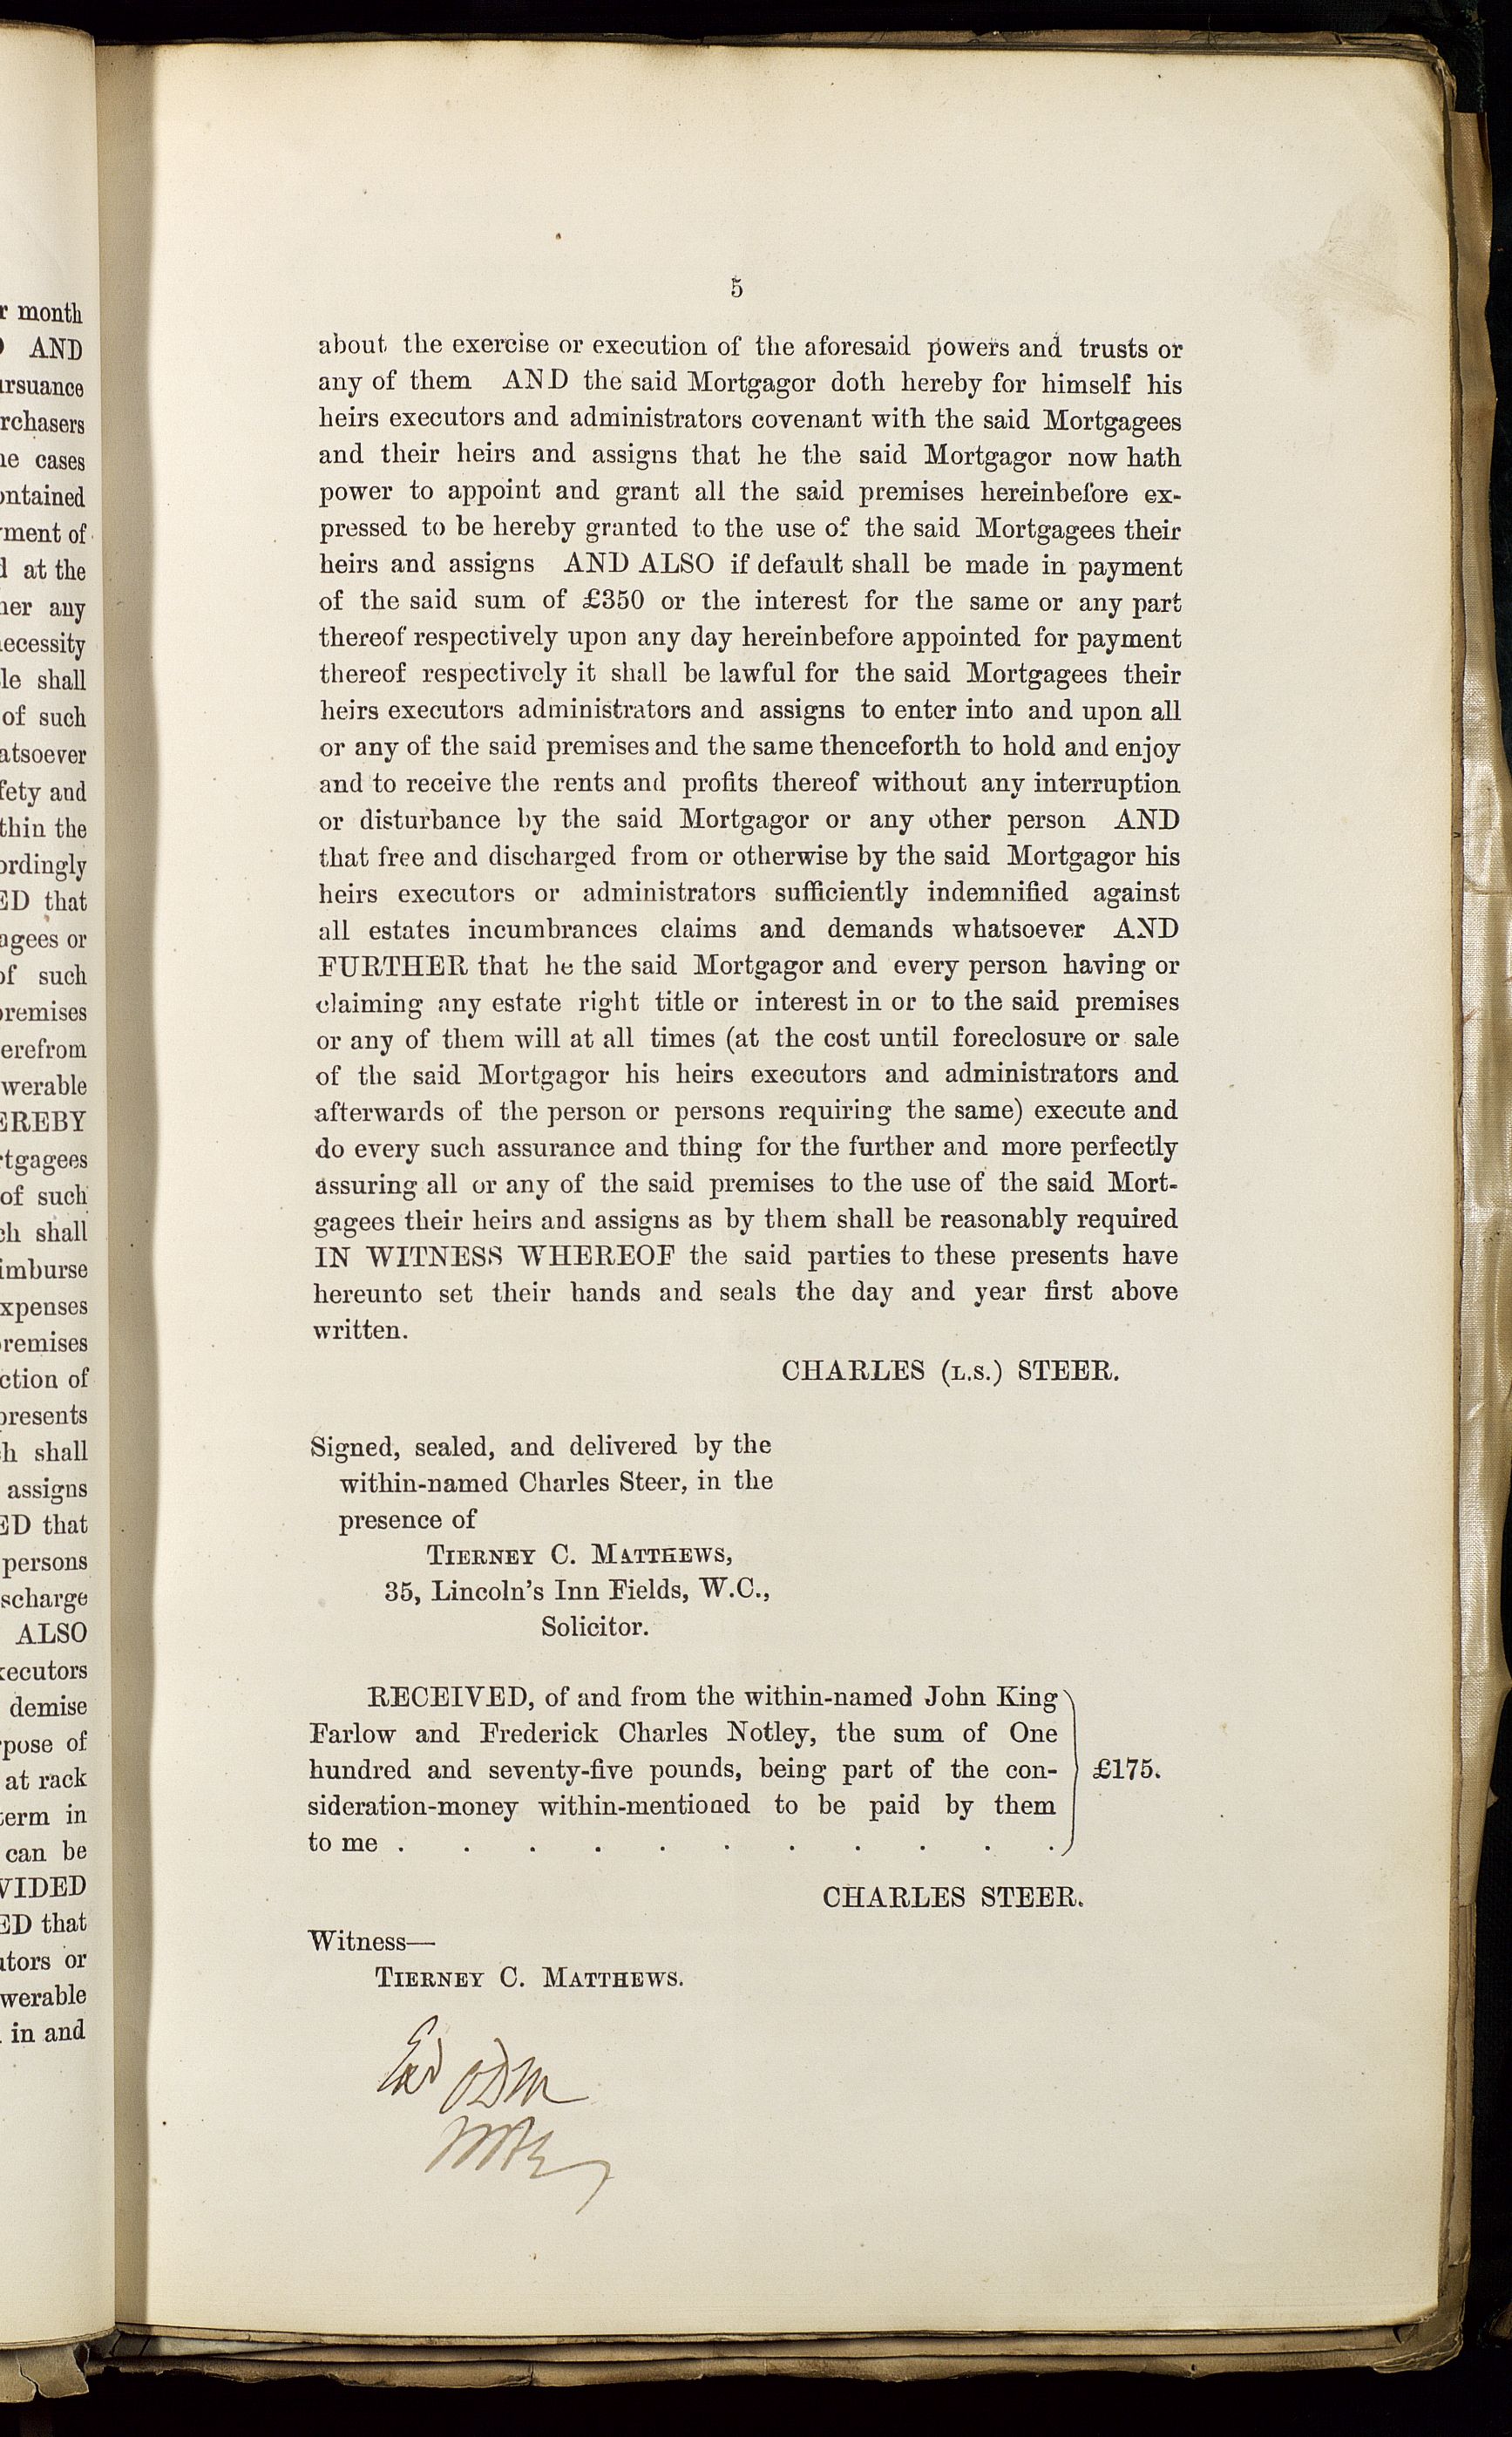 r month
AND
ursuance
rchasers
cases
ontained
ment of
at the
any
necessity
shall
of such
atsoever
fety and
thin the
ordingly
that
agees or
of such
premises
erefrom
werable
EREBY
rtgagees
of such
ch shall
imburse
xpenses
remises
ction of
presents
h shall
assigns
ED that
persons
scharge
ALSO
xecutors
demise
rpose of
at rack
term in
can be
VIDED
ED that
utors or
werable
in and
5
about the exercise or execution of the aforesaid powers and trusts or
any of them AND the said Mortgagor doth hereby for himself his
heirs executors and administrators covenant with the said Mortgagees
and their heirs and assigns that he the said Mortgagor now hath
power to appoint and grant all the said premises hereinbefore ex-
pressed to be hereby granted to the use of the said Mortgagees their
heirs and assigns AND ALSO if default shall be made in payment
of the said sum of £350 or the interest for the same or any part
thereof respectively upon any day hereinbefore appointed for payment
thereof respectively it shall be lawful for the said Mortgagees their
heirs executors administrators and assigns to enter into and upon all
or any of the said premises and the same thenceforth to hold and enjoy
and to receive the rents and profits thereof without any interruption
or disturbance by the said Mortgagor or any other person AND
that free and discharged from or otherwise by the said Mortgagor his
heirs executors or administrators sufficiently indemnified against
all estates incumbrances claims and demands whatsoever AND
FURTHER that he the said Mortgagor and every person having or
claiming any estate right title or interest in or to the said premises
or any of them will at all times (at the cost until foreclosure or sale
of the said Mortgagor his heirs executors and administrators and
afterwards of the person or persons requiring the same) execute and
do every such assurance and thing for the further and more perfectly
assuring all or any of the said premises to the use of the said Mort-
gagees their heirs and assigns as by them shall be reasonably required
IN WITNESS WHEREOF the said parties to these presents have
hereunto set their hands and seals the day and year first above
written.
CHARLES (L.S.) STEER.
Signed, sealed, and delivered by the
within-named Charles Steer, in the
presence of
TIERNEY C. MATTHEWS,
35, Lincoln's Inn Fields, W.C.,
Solicitor.
RECEIVED, of and from the within-named John King
Farlow and Frederick Charles Notley, the sum of One
hundred and seventy-five pounds, being part of the con- £175.
sideration-money within-mentioned to be paid by them
to me . . . . . . . . . . .
CHARLES STEER.
Witness—
TIERNEY C. MATTHEWS.